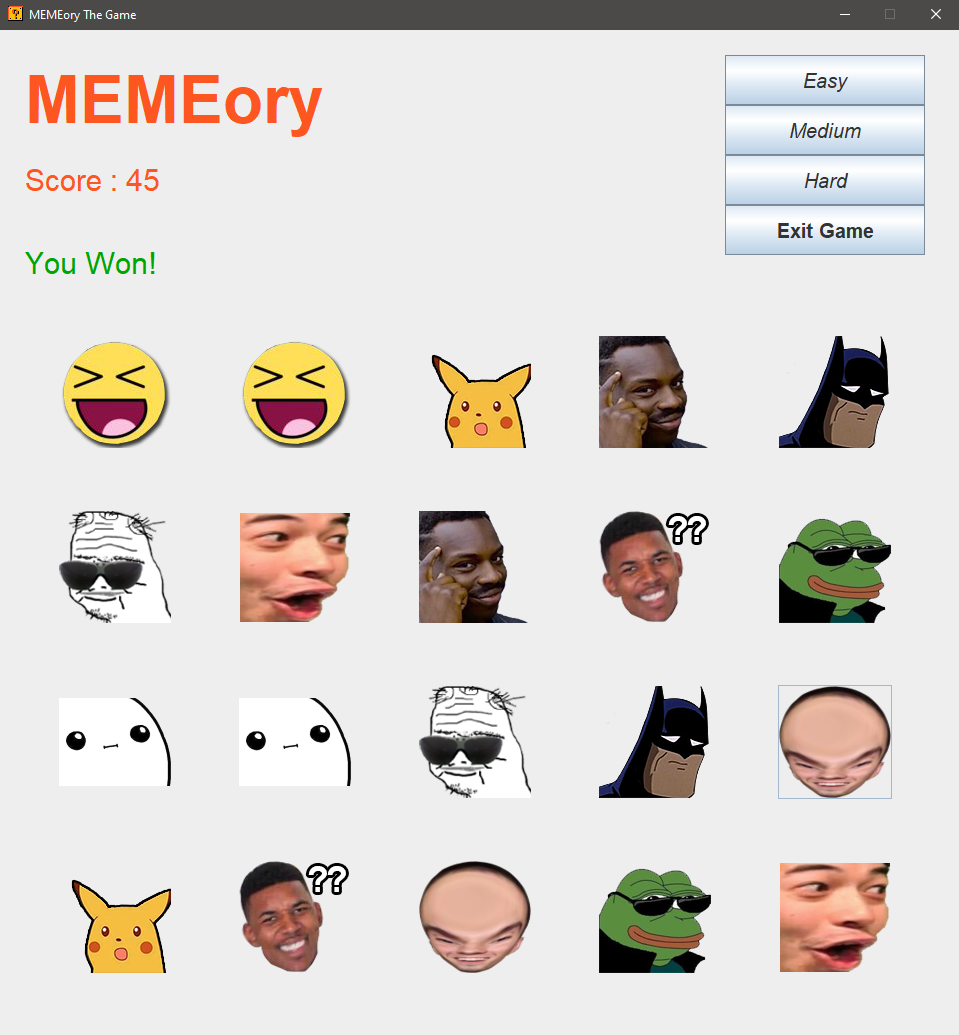 MEMEory The Game
MEMEory
Score : 45
You Won!
Easy
Medium
Hard
Exit Game
??
??